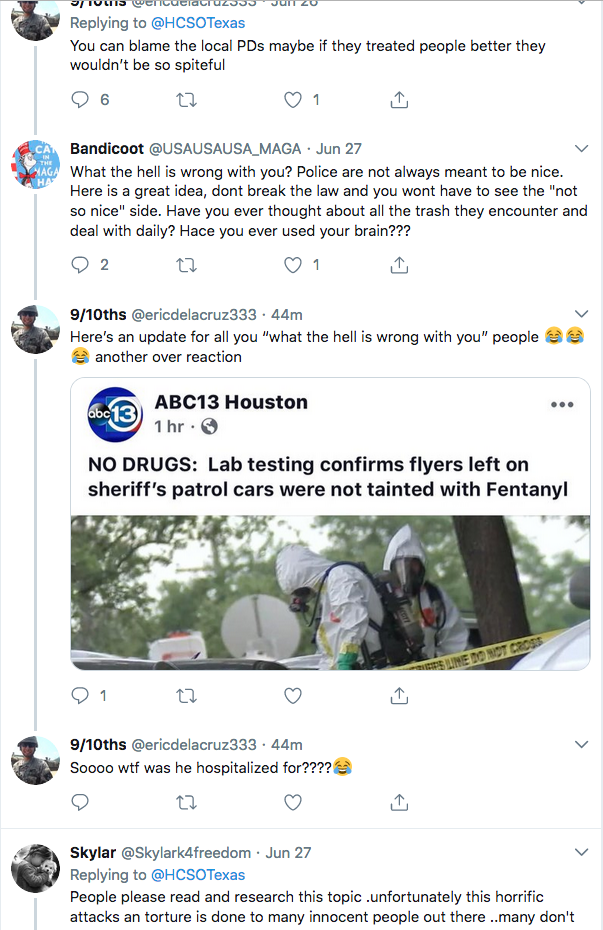 9/10ths @ericdelacruz333 · Jun 26
Replying to @HCSOTexas
You can blame the local PDs maybe if they treated people better they
wouldn't be so spiteful
6 1
CAT
IN
THE
MAGA
HAT
Bandicoot @USAUSAUSA_MAGA · Jun 27
What the hell is wrong with you? Police are not always meant to be nice.
Here is a great idea, dont break the law and you wont have to see the "not
so nice" side. Have you ever thought about all the trash they encounter and
deal with daily? Hace you ever used your brain???
2 1
9/10ths @ericdelacruz333 · 44m
Here's an update for all you "what the hell is wrong with you" people 😂😂
😂 another over reaction
abc13
ABC13 Houston
1 hr ·
NO DRUGS: Lab testing confirms flyers left on
sheriff's patrol cars were not tainted with Fentanyl
LINE DO NOT CROSS
1
9/10ths @ericdelacruz333 · 44m
Soooo wtf was he hospitalized for????😂
Skylar @Skylark4freedom · Jun 27
Replying to @HCSOTexas
People please read and research this topic .unfortunately this horrific
attacks an torture is done to many innocent people out there ..many don't